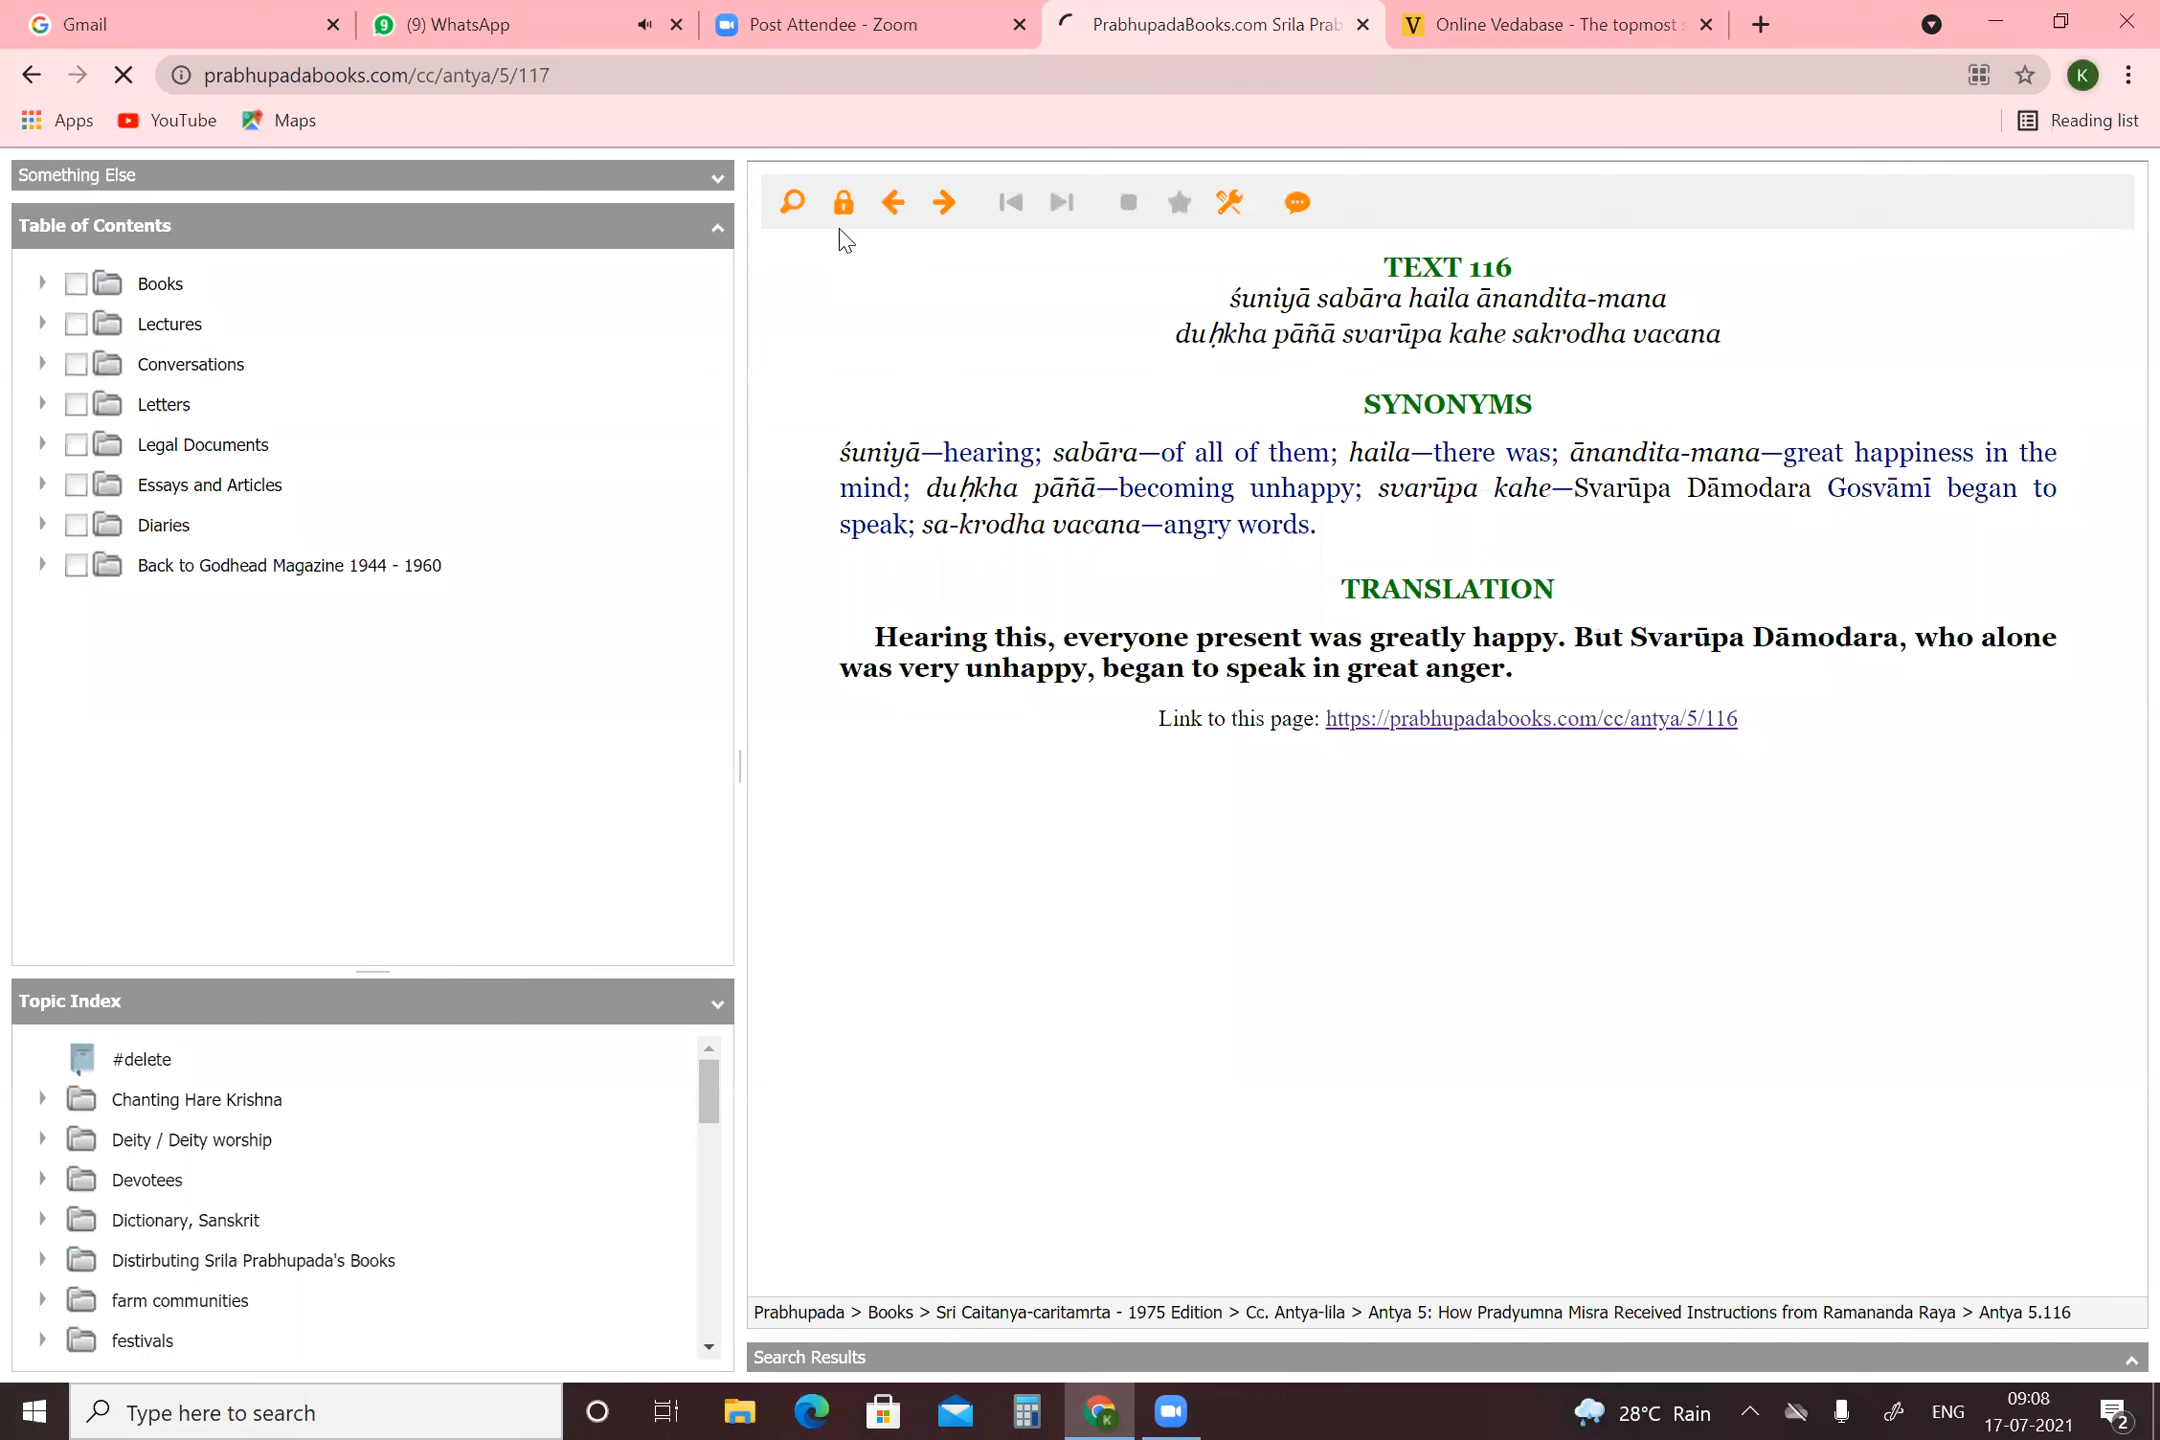 Gmail
(9) WhatsApp
Post Attendee - Zoom
PrabhupadaBooks.com Srila Prab
Online Vedabase - The topmost s
prabhupadabooks.com/cc/antya/5/117
K
Apps
YouTube
Maps
Reading list
Something Else
Table of Contents
Books
Lectures
Conversations
Letters
Legal Documents
Essays and Articles
Diaries
Back to Godhead Magazine 1944 - 1960
Topic Index
#delete
Chanting Hare Krishna
Deity / Deity worship
Devotees
Dictionary, Sanskrit
Distirbuting Srila Prabhupada's Books
farm communities
festivals
TEXT 116
śuniyā sabāra haila ānandita-mana
duḥkha pāñā svarūpa kahe sakrodha vacana
SYNONYMS
śuniyā—hearing; sabāra—of all of them; haila—there was; ānandita-mana—great happiness in the
mind; duḥkha pāñā—becoming unhappy; svarūpa kahe—Svarūpa Dāmodara Gosvāmī began to
speak; sa-krodha vacana—angry words.
TRANSLATION
Hearing this, everyone present was greatly happy. But Svarūpa Dāmodara, who alone
was very unhappy, began to speak in great anger.
Link to this page: https://prabhupadabooks.com/cc/antya/5/116
Prabhupada > Books > Sri Caitanya-caritamrta - 1975 Edition > Cc. Antya-lila > Antya 5: How Pradyumna Misra Received Instructions from Ramananda Raya > Antya 5.116
Search Results
Type here to search
28°C Rain
ENG
09:08
17-07-2021
2